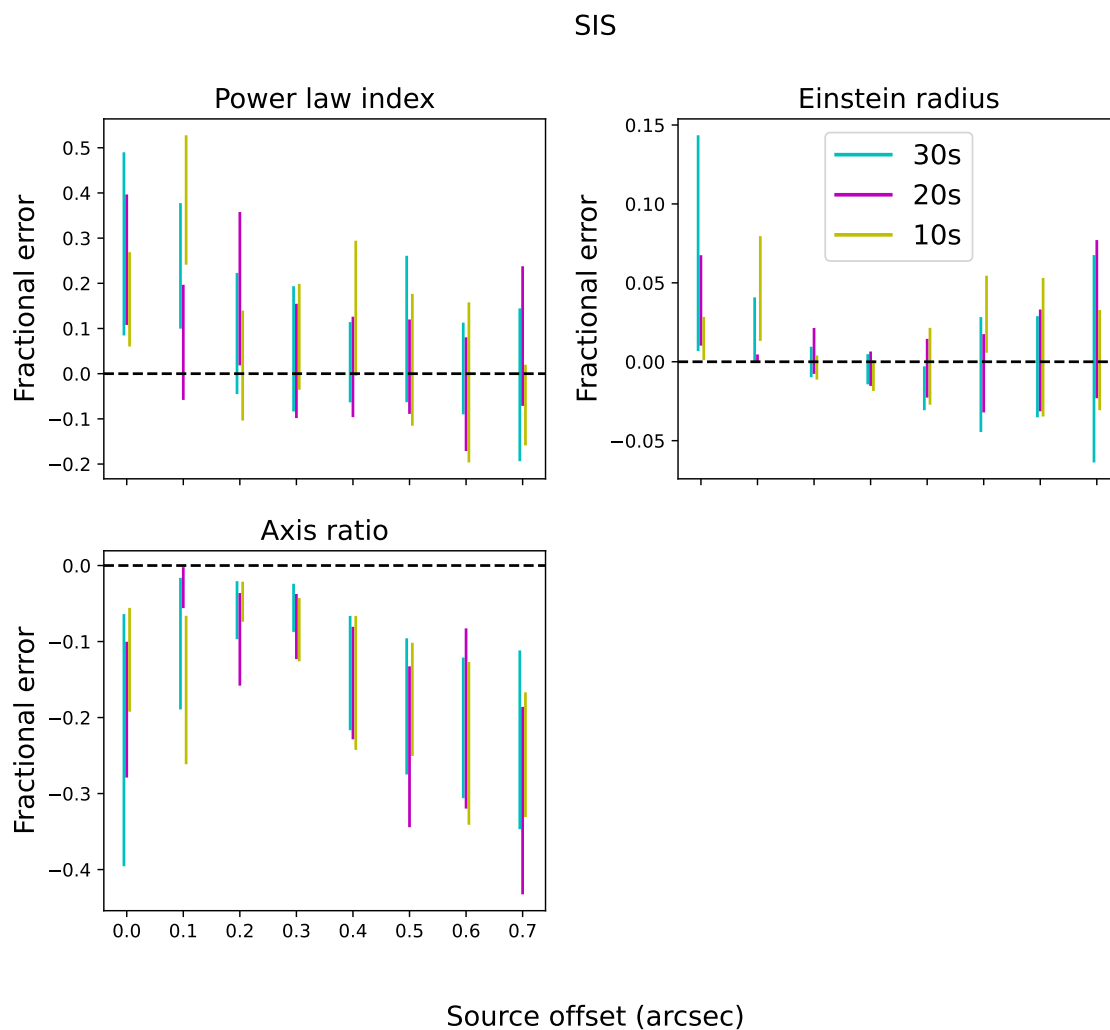 SIS
Power law index
Fractional error
0.5
0.4
0.3
0.2
0.1
0.0
−0.1
−0.2
Einstein radius
Fractional error
0.15
0.10
0.05
0.00
−0.05
30s
20s
10s
Axis ratio
Fractional error
0.0
−0.1
−0.2
−0.3
−0.4
0.0 0.1 0.2 0.3 0.4 0.5 0.6 0.7
Source offset (arcsec)